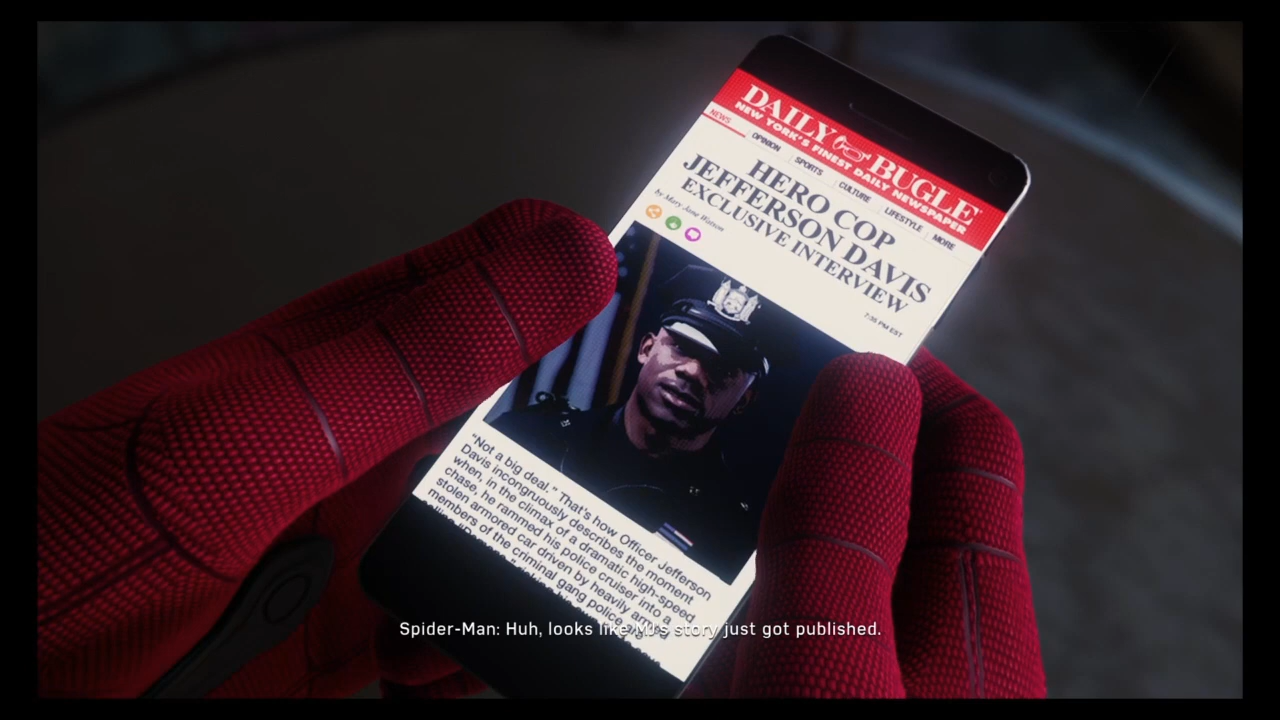 DAILY BUGLE
NEW YORK'S FINEST DAILY NEWSPAPER
NEWS OPINION SPORTS CULTURE LIFESTYLE MORE
HERO COP
JEFFERSON DAVIS
EXCLUSIVE INTERVIEW
by Mary Jane Watson
7:35 PM EST
"Not a big deal." That's how Officer Jefferson
Davis incongruously describes the moment
when, in the climax of a dramatic high-speed
chase, he rammed his police cruiser into a
stolen armored car driven by heavily armed
members of the criminal gang police
Spider-Man: Huh, looks like MJ's story just got published.